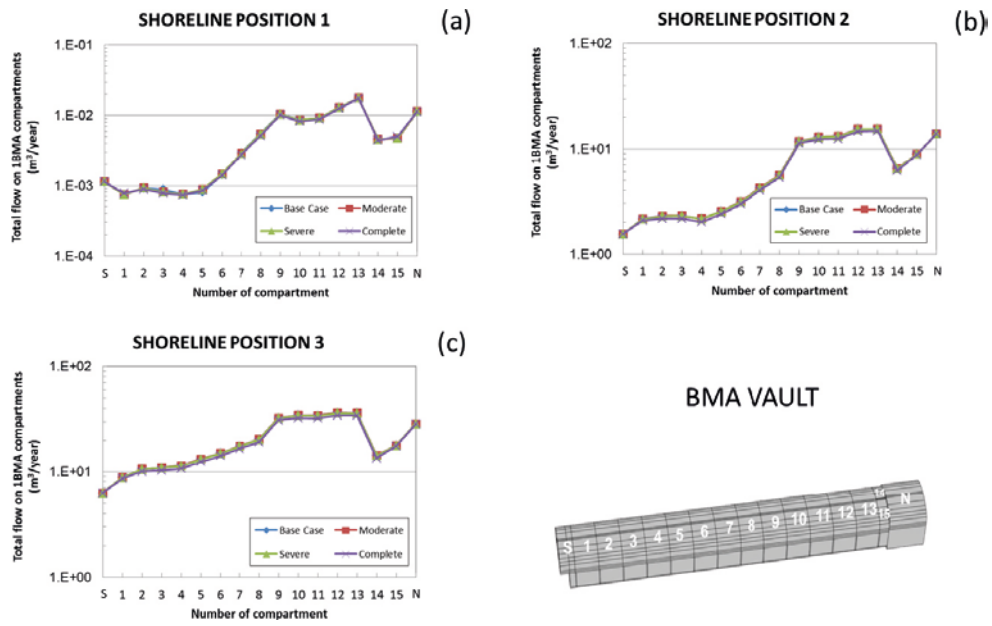 SHORELINE POSITION 1
(a)
Total flow on 1BMA compartments
(m³/year)
1.E-01
1.E-02
1.E-03
1.E-04
Base Case
Moderate
Severe
Complete
S 1 2 3 4 5 6 7 8 9 10 11 12 13 14 15 N
Number of compartment
SHORELINE POSITION 2
(b)
Total flow on 1BMA compartments
(m³/year)
1.E+02
1.E+01
1.E+00
Base Case
Moderate
Severe
Complete
S 1 2 3 4 5 6 7 8 9 10 11 12 13 14 15 N
Number of compartment
SHORELINE POSITION 3
(c)
Total flow on 1BMA compartments
(m³/year)
1.E+02
1.E+01
1.E+00
Base Case
Moderate
Severe
Complete
S 1 2 3 4 5 6 7 8 9 10 11 12 13 14 15 N
Number of compartment
BMA VAULT
S 1 2 3 4 5 6 7 8 9 10 11 12 13 14 15 N